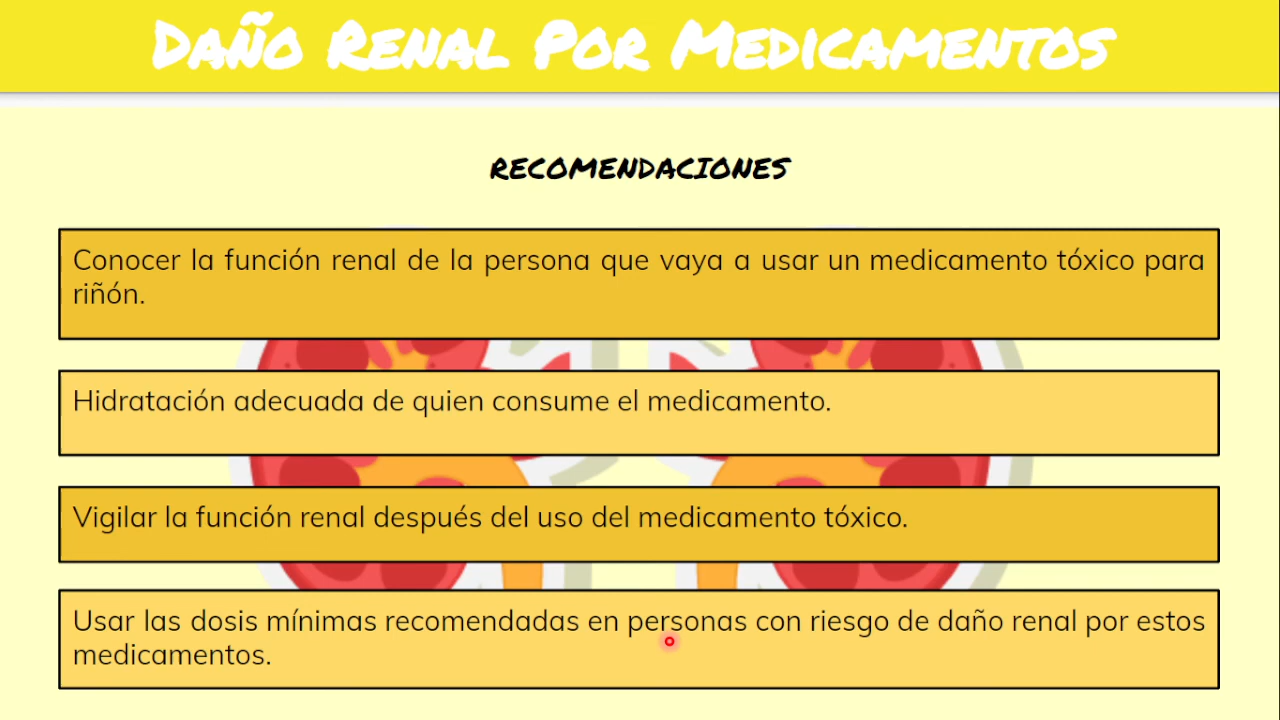 Daño Renal Por Medicamentos
RECOMENDACIONES
Conocer la función renal de la persona que vaya a usar un medicamento tóxico para
riñón.
Hidratación adecuada de quien consume el medicamento.
Vigilar la función renal después del uso del medicamento tóxico.
Usar las dosis mínimas recomendadas en personas con riesgo de daño renal por estos
medicamentos.